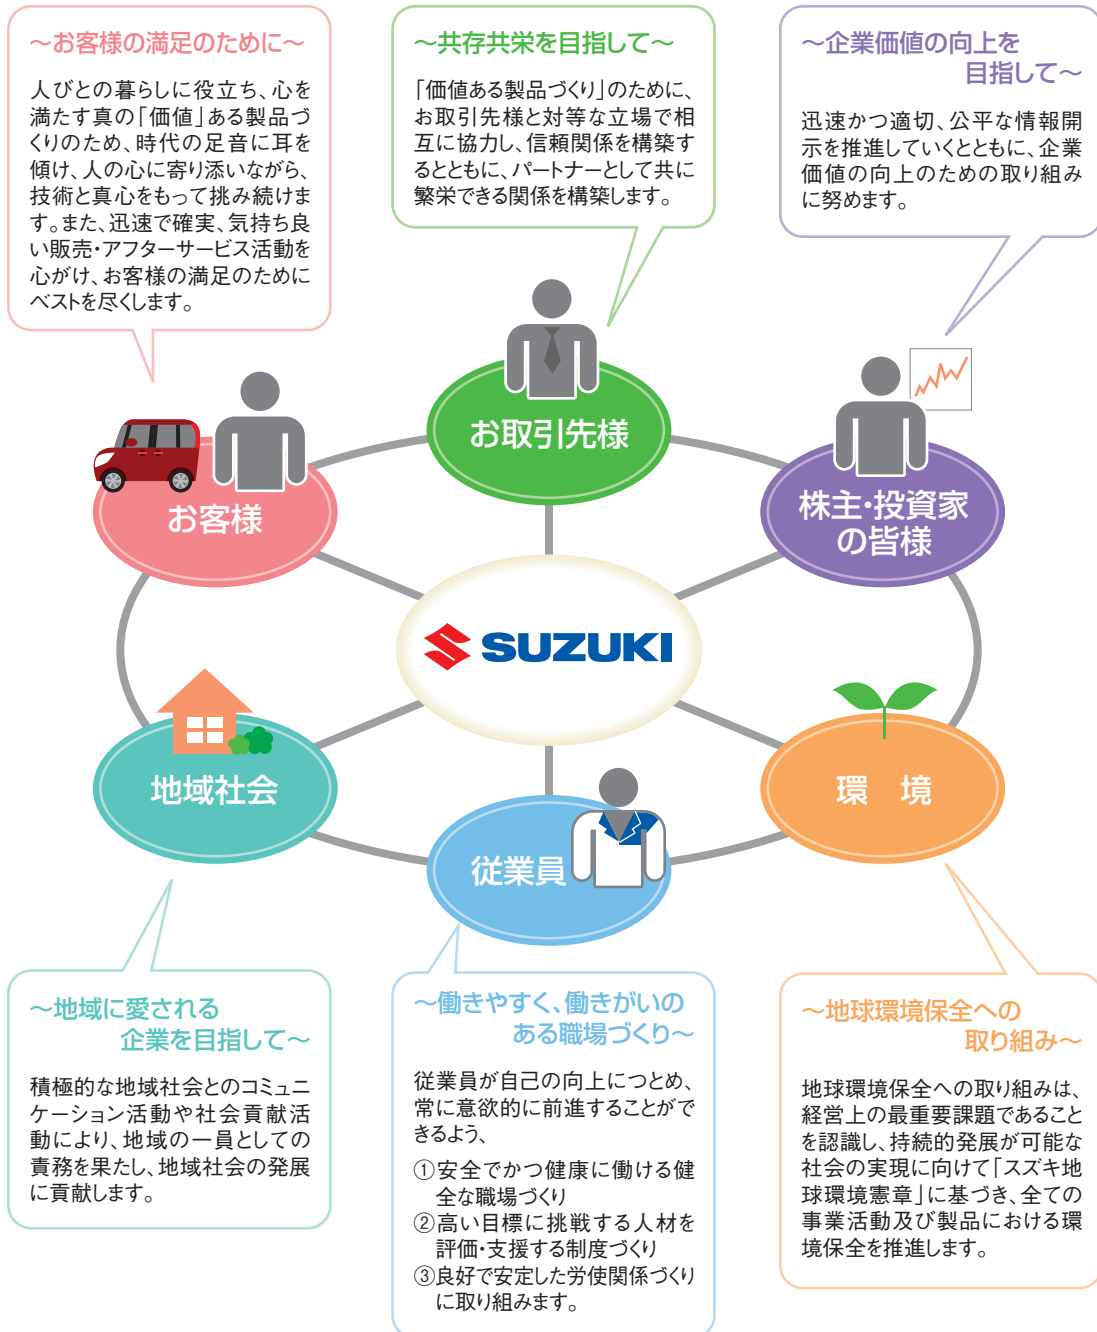 ～お客様の満足のために～
人びとの暮らしに役立ち、心を
満たす真の「価値」ある製品づ
くりのため、時代の足音に耳を
傾け、人の心に寄り添いながら、
技術と真心をもって挑み続けま
す。また、迅速で確実、気持ち良
い販売・アフターサービス活動を
心がけ、お客様の満足のために
ベストを尽くします。
～共存共栄を目指して～
「価値ある製品づくり」のために、
お取引先様と対等な立場で相
互に協力し、信頼関係を構築す
るとともに、パートナーとして共に
繁栄できる関係を構築します。
～企業価値の向上を
目指して～
迅速かつ適切、公平な情報開
示を推進していくとともに、企業
価値の向上のための取り組み
に努めます。
お取引先様
お客様
株主・投資家
の皆様
SUZUKI
地域社会
環　境
従業員
～地域に愛される
企業を目指して～
積極的な地域社会とのコミュニ
ケーション活動や社会貢献活
動により、地域の一員としての
責務を果たし、地域社会の発展
に貢献します。
～働きやすく、働きがいの
ある職場づくり～
従業員が自己の向上につとめ、
常に意欲的に前進することがで
きるよう、
①安全でかつ健康に働ける健
全な職場づくり
②高い目標に挑戦する人材を
評価・支援する制度づくり
③良好で安定した労使関係づくり
に取り組みます。
～地球環境保全への
取り組み～
地球環境保全への取り組みは、
経営上の最重要課題であること
を認識し、持続的発展が可能な
社会の実現に向けて「スズキ地
球環境憲章」に基づき、全ての
事業活動及び製品における環
境保全を推進します。